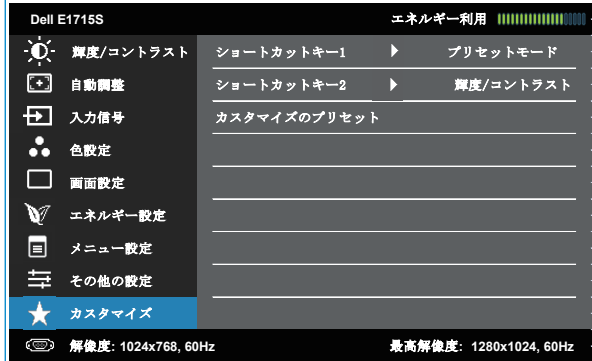 Dell E1715S エネルギー利用
輝度/コントラスト ショートカットキー1 プリセットモード
自動調整 ショートカットキー2 輝度/コントラスト
入力信号 カスタマイズのプリセット
色設定
画面設定
エネルギー設定
メニュー設定
その他の設定
カスタマイズ
解像度: 1024x768, 60Hz 最高解像度: 1280x1024, 60Hz